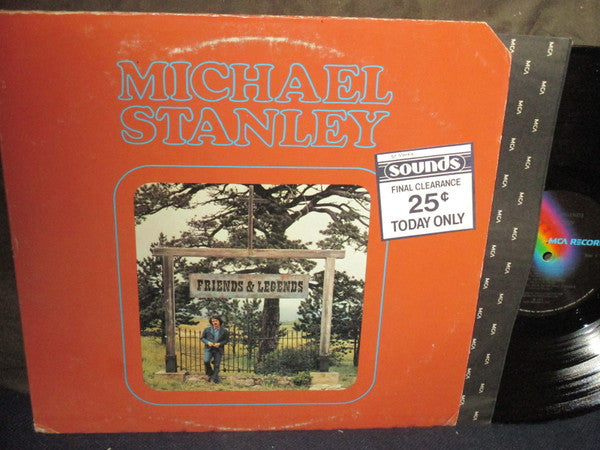 MICHAEL
STANLEY
sounds
FINAL CLEARANCE
25¢
TODAY ONLY
FRIENDS & LEGENDS
MCA
MCA
MCA
MCA
MCA
MCA
MCA
MCA
MCA
MCA
MCA RECOR